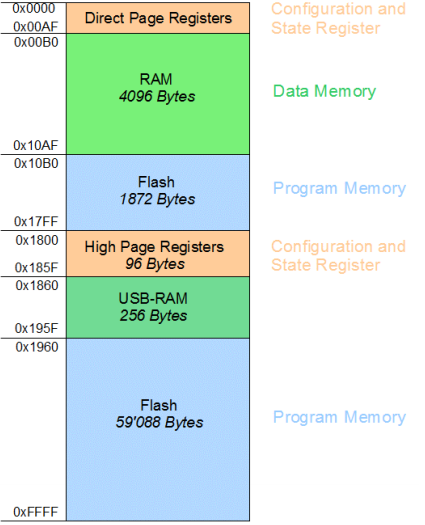 0x0000
Direct Page Registers
Configuration and
State Register
0x00AF
0x00B0
RAM
4096 Bytes
Data Memory
0x10AF
0x10B0
Flash
1872 Bytes
Program Memory
0x17FF
0x1800
High Page Registers
96 Bytes
Configuration and
State Register
0x185F
0x1860
USB-RAM
256 Bytes
0x195F
0x1960
Flash
59'088 Bytes
Program Memory
0xFFFF